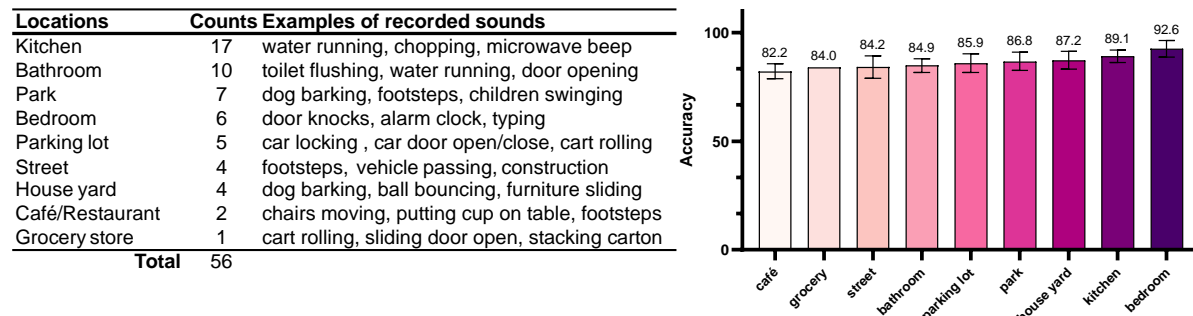 Locations Counts Examples of recorded sounds
Kitchen 17 water running, chopping, microwave beep
Bathroom 10 toilet flushing, water running, door opening
Park 7 dog barking, footsteps, children swinging
Bedroom 6 door knocks, alarm clock, typing
Parking lot 5 car locking , car door open/close, cart rolling
Street 4 footsteps, vehicle passing, construction
House yard 4 dog barking, ball bouncing, furniture sliding
Café/Restaurant 2 chairs moving, putting cup on table, footsteps
Grocery store 1 cart rolling, sliding door open, stacking carton
Total 56
Accuracy
100
50
0
82.2 84.0 84.2 84.9 85.9 86.8 87.2 89.1 92.6
café grocery street bathroom parking lot park house yard kitchen bedroom